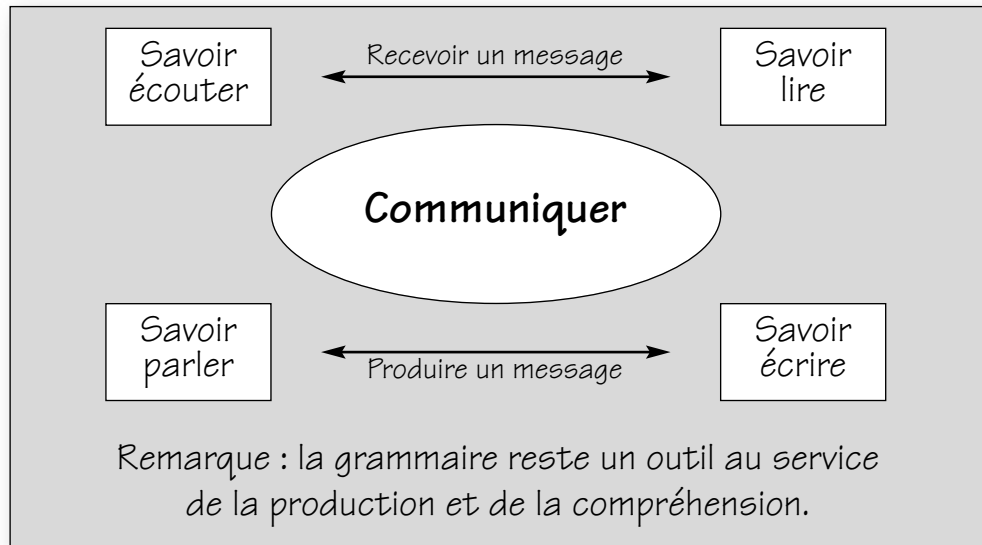 Savoir
écouter
Recevoir un message
Savoir
lire
Communiquer
Savoir
parler
Produire un message
Savoir
écrire
Remarque : la grammaire reste un outil au service
de la production et de la compréhension.